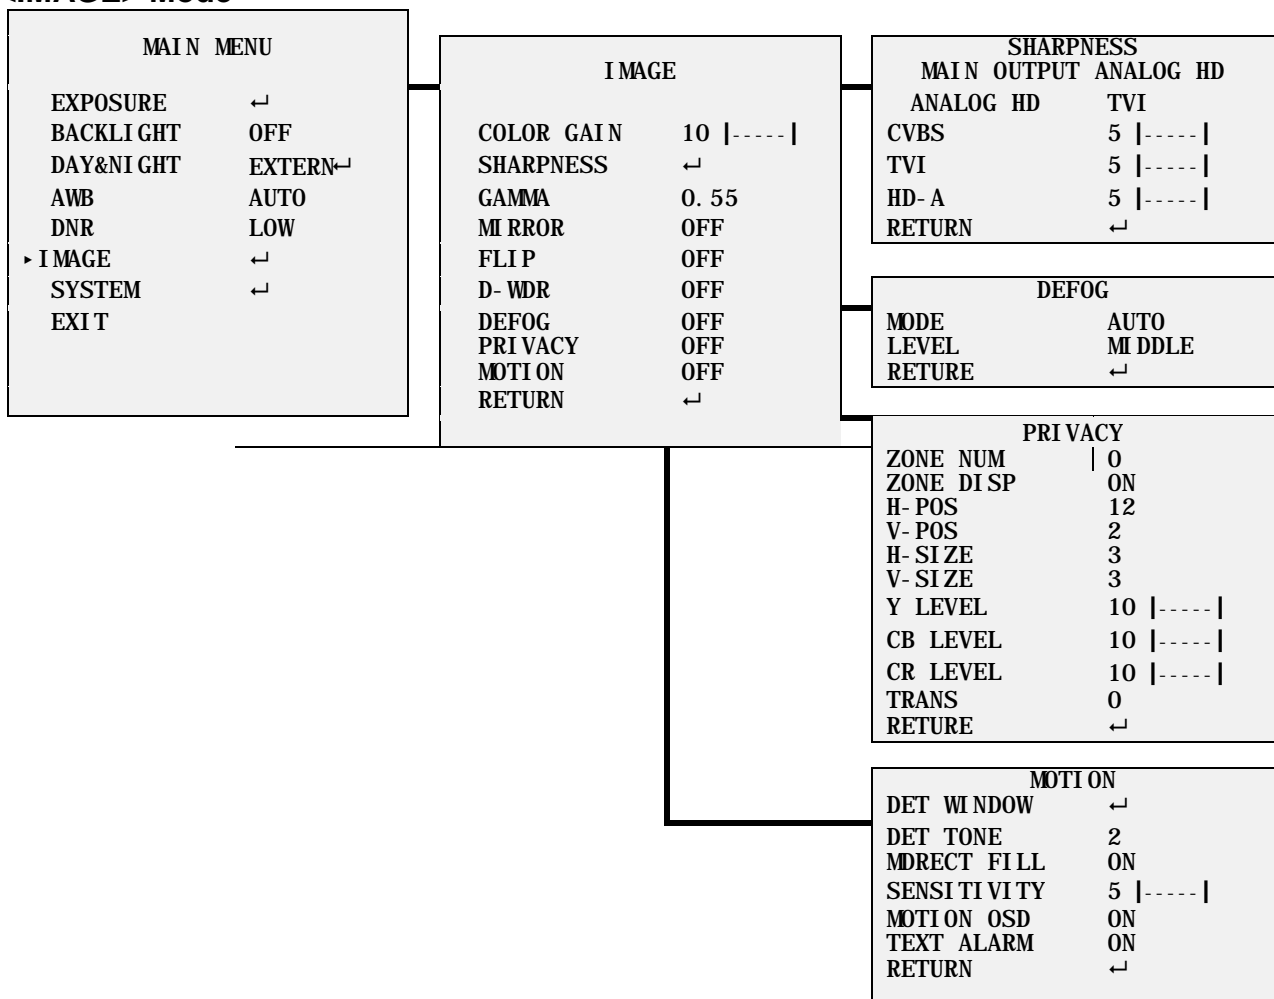 <IMAGE> Mode
MAIN MENU
EXPOSURE ↵
BACKLIGHT OFF
DAY&NIGHT EXTERN↵
AWB AUTO
DNR LOW
▸IMAGE ↵
SYSTEM ↵
EXIT
IMAGE
COLOR GAIN 10 |-----|
SHARPNESS ↵
GAMMA 0.55
MIRROR OFF
FLIP OFF
D-WDR OFF
DEFOG OFF
PRIVACY OFF
MOTION OFF
RETURN ↵
SHARPNESS
MAIN OUTPUT ANALOG HD
ANALOG HD TVI
CVBS 5 |-----|
TVI 5 |-----|
HD-A 5 |-----|
RETURN ↵
DEFOG
MODE AUTO
LEVEL MIDDLE
RETURE ↵
PRIVACY
ZONE NUM 0
ZONE DISP ON
H-POS 12
V-POS 2
H-SIZE 3
V-SIZE 3
Y LEVEL 10 |-----|
CB LEVEL 10 |-----|
CR LEVEL 10 |-----|
TRANS 0
RETURE ↵
MOTION
DET WINDOW ↵
DET TONE 2
MDRECT FILL ON
SENSITIVITY 5 |-----|
MOTION OSD ON
TEXT ALARM ON
RETURN ↵